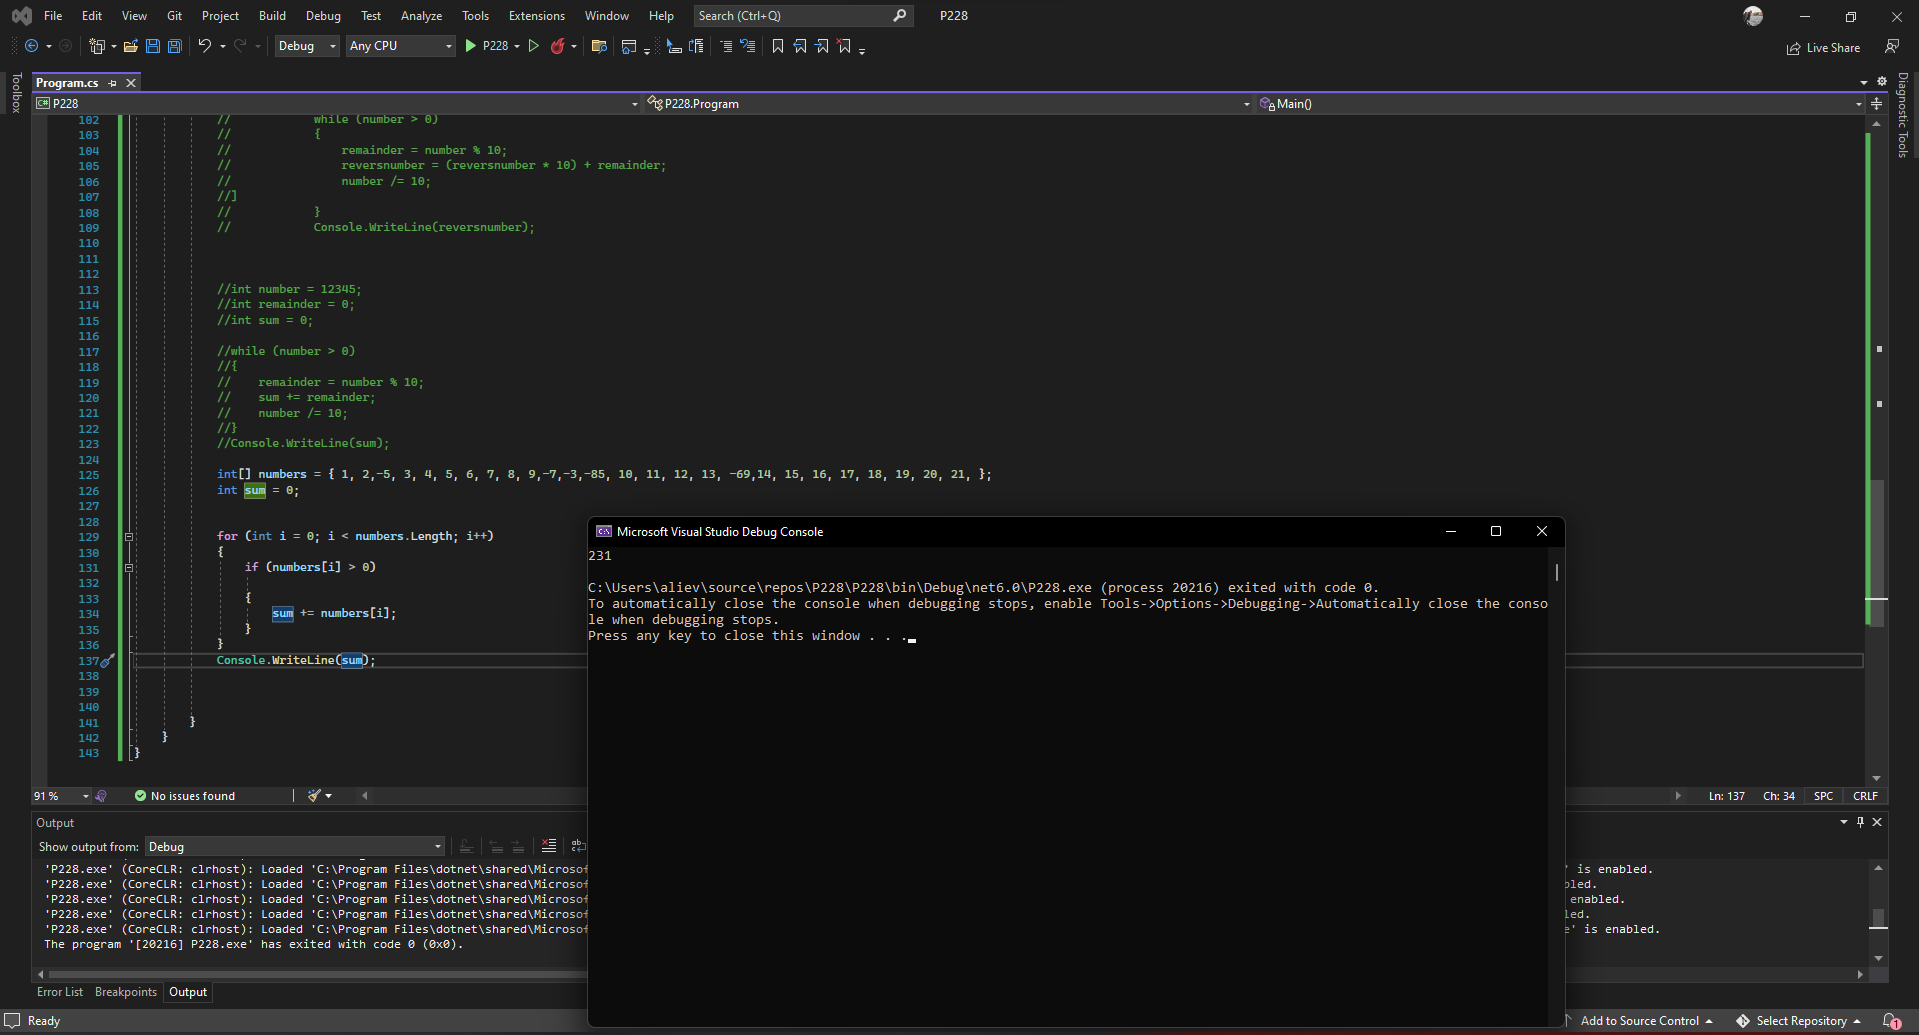 File Edit View Git Project Build Debug Test Analyze Tools Extensions Window Help Search (Ctrl+Q) P228
Debug Any CPU P228 Live Share
Toolbox
Program.cs
Diagnostic Tools
C# P228 P228.Program Main()
102 // while (number > 0)
103 // {
104 // remainder = number % 10;
105 // reversnumber = (reversnumber * 10) + remainder;
106 // number /= 10;
107 //]
108 // }
109 // Console.WriteLine(reversnumber);
110
111
112
113 //int number = 12345;
114 //int remainder = 0;
115 //int sum = 0;
116
117 //while (number > 0)
118 //{
119 // remainder = number % 10;
120 // sum += remainder;
121 // number /= 10;
122 //}
123 //Console.WriteLine(sum);
124
125 int[] numbers = { 1, 2,-5, 3, 4, 5, 6, 7, 8, 9,-7,-3,-85, 10, 11, 12, 13, -69,14, 15, 16, 17, 18, 19, 20, 21, };
126 int sum = 0;
127
128
129 for (int i = 0; i < numbers.Length; i++)
130 {
131 if (numbers[i] > 0)
132
133 {
134 sum += numbers[i];
135 }
136 }
137 Console.WriteLine(sum);
138
139
140
141 }
142 }
143 }
Microsoft Visual Studio Debug Console
231
C:\Users\aliev\source\repos\P228\P228\bin\Debug\net6.0\P228.exe (process 20216) exited with code 0.
To automatically close the console when debugging stops, enable Tools->Options->Debugging->Automatically close the conso
le when debugging stops.
Press any key to close this window . . .
91 % No issues found Ln: 137 Ch: 34 SPC CRLF
Output
Show output from: Debug
'P228.exe' (CoreCLR: clrhost): Loaded 'C:\Program Files\dotnet\shared\Microsof ' is enabled.
'P228.exe' (CoreCLR: clrhost): Loaded 'C:\Program Files\dotnet\shared\Microsof bled.
'P228.exe' (CoreCLR: clrhost): Loaded 'C:\Program Files\dotnet\shared\Microsof enabled.
'P228.exe' (CoreCLR: clrhost): Loaded 'C:\Program Files\dotnet\shared\Microsof led.
'P228.exe' (CoreCLR: clrhost): Loaded 'C:\Program Files\dotnet\shared\Microsof e' is enabled.
The program '[20216] P228.exe' has exited with code 0 (0x0).
Error List Breakpoints Output
Ready Add to Source Control Select Repository 1